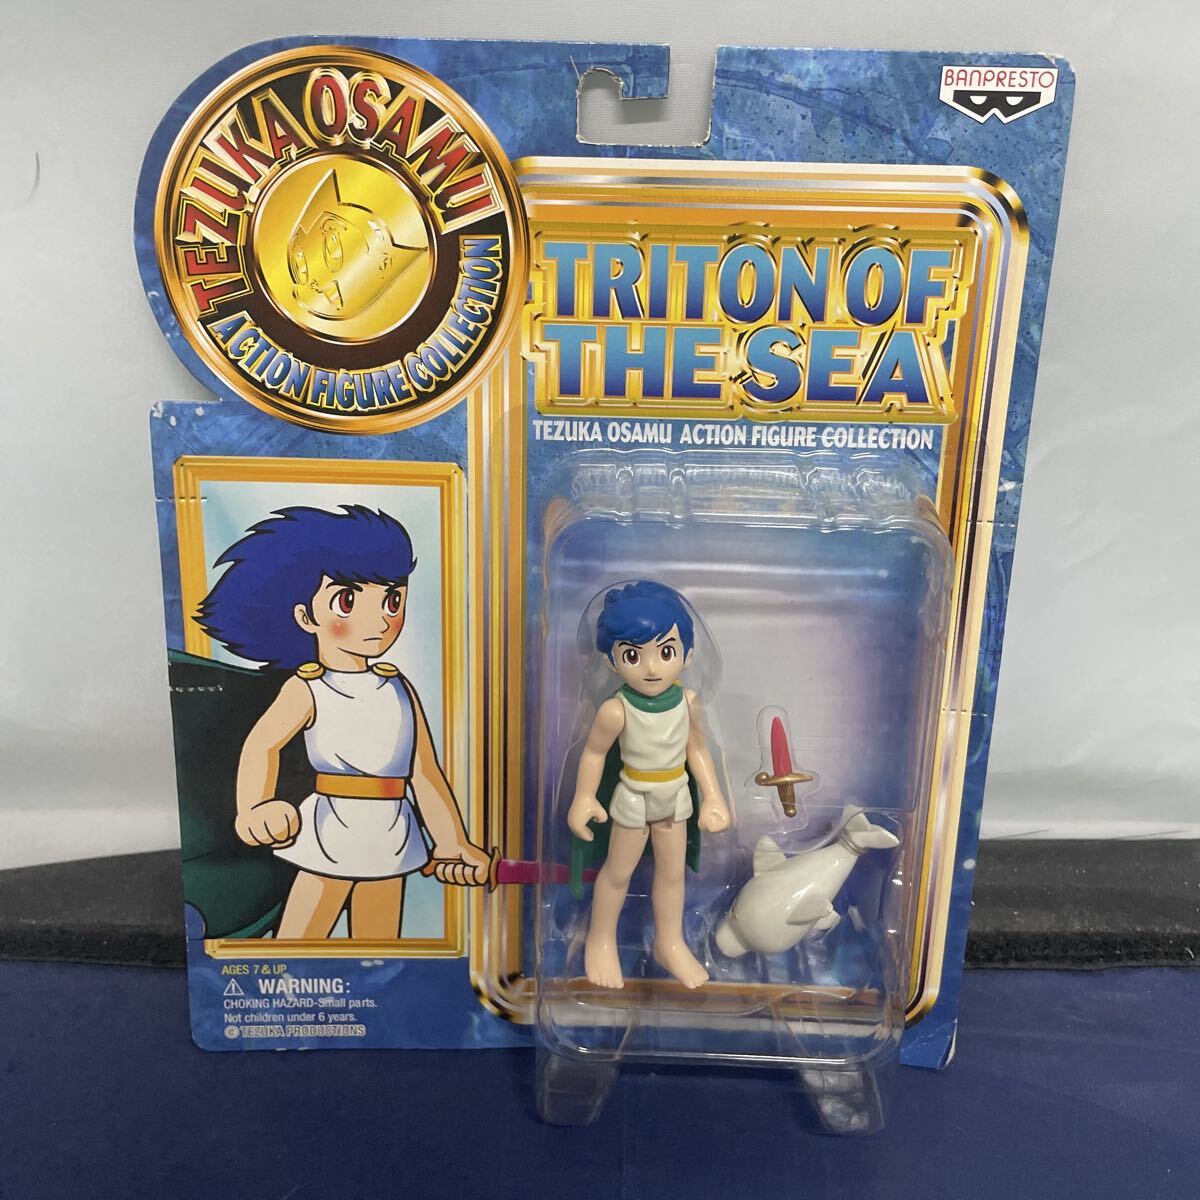 TEZUKA OSAMU
ACTION FIGURE COLLECTION
BANPRESTO
TRITON OF
THE SEA
TEZUKA OSAMU ACTION FIGURE COLLECTION
AGES 7 & UP
WARNING:
CHOKING HAZARD-Small parts.
Not children under 6 years.
© TEZUKA PRODUCTIONS